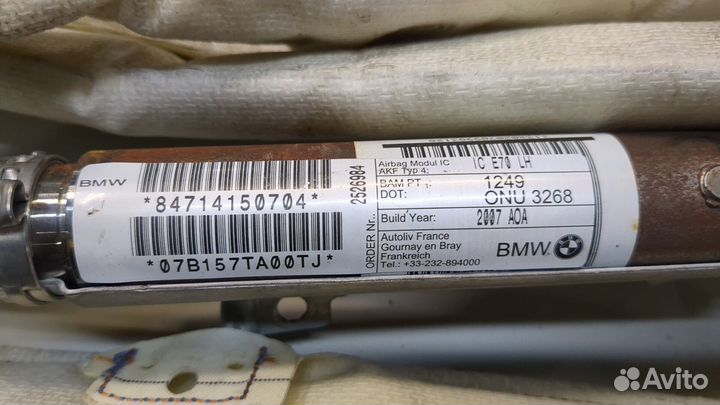 BMW
*84714150704*
*07B157TA00TJ*
ORDER Nr.: 2526984
Airbag Modul IC IC E70 LH
AKF Typ 4:
BAM PT 1: 1249
DOT: ONU 3268
Build Year: 2007 AOA
Autoliv France
Gournay en Bray
Frankreich
Tel.: +33-232-894000
BMW
Avito